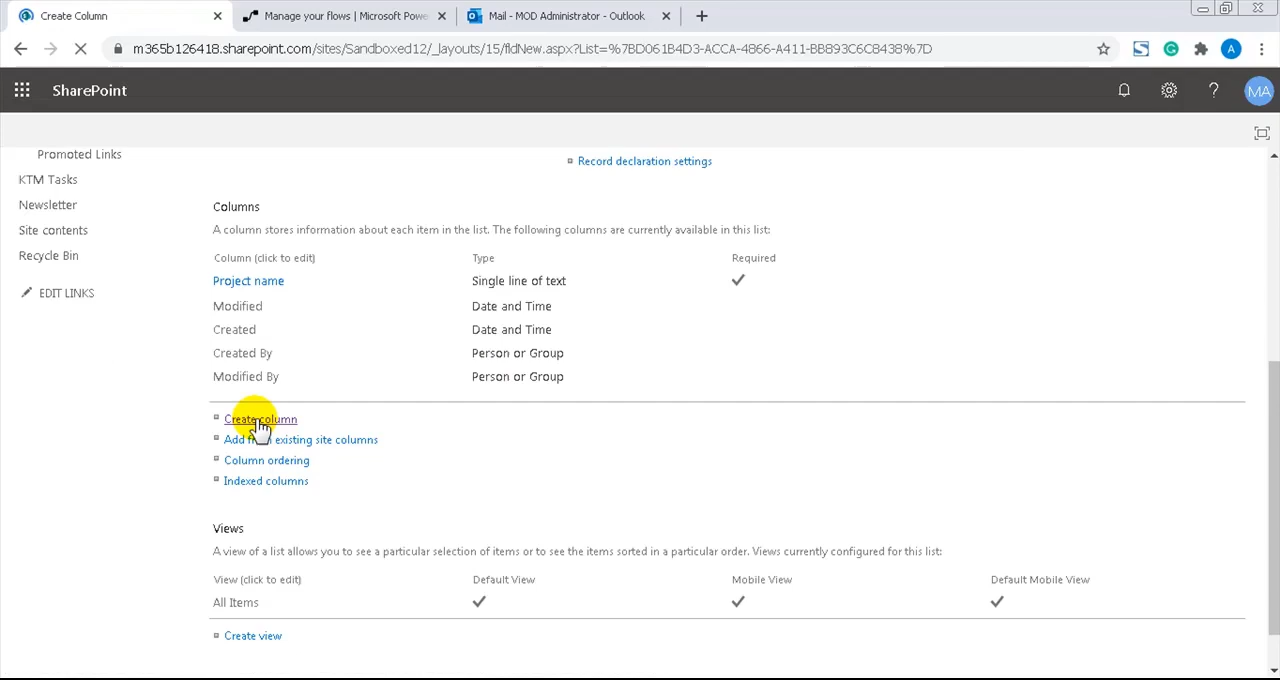 Create Column
Manage your flows | Microsoft Powe
Mail - MOD Administrator - Outlook
m365b126418.sharepoint.com/sites/Sandboxed12/_layouts/15/fldNew.aspx?List=%7BD061B4D3-ACCA-4866-A411-BB893C6C8438%7D
A
SharePoint
MA
Promoted Links
KTM Tasks
Newsletter
Site contents
Recycle Bin
EDIT LINKS
Record declaration settings
Columns
A column stores information about each item in the list. The following columns are currently available in this list:
Column (click to edit) Type Required
Project name Single line of text
Modified Date and Time
Created Date and Time
Created By Person or Group
Modified By Person or Group
Create column
Add from existing site columns
Column ordering
Indexed columns
Views
A view of a list allows you to see a particular selection of items or to see the items sorted in a particular order. Views currently configured for this list:
View (click to edit) Default View Mobile View Default Mobile View
All Items
Create view